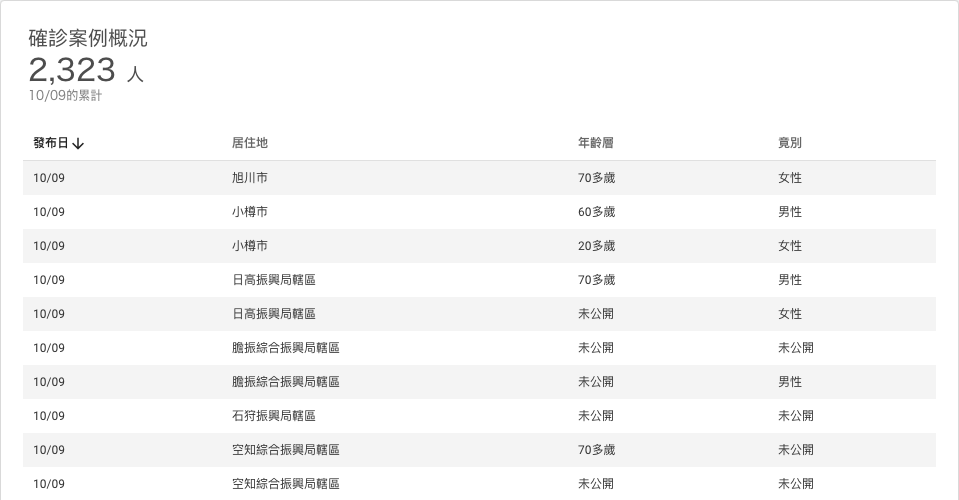 確診案例概況
2,323 人
10/09的累計
發布日 居住地 年齡層 竟別
10/09 旭川市 70多歲 女性
10/09 小樽市 60多歲 男性
10/09 小樽市 20多歲 女性
10/09 日高振興局轄區 70多歲 男性
10/09 日高振興局轄區 未公開 女性
10/09 膽振綜合振興局轄區 未公開 未公開
10/09 膽振綜合振興局轄區 未公開 男性
10/09 石狩振興局轄區 未公開 未公開
10/09 空知綜合振興局轄區 70多歲 未公開
10/09 空知綜合振興局轄區 未公開 未公開